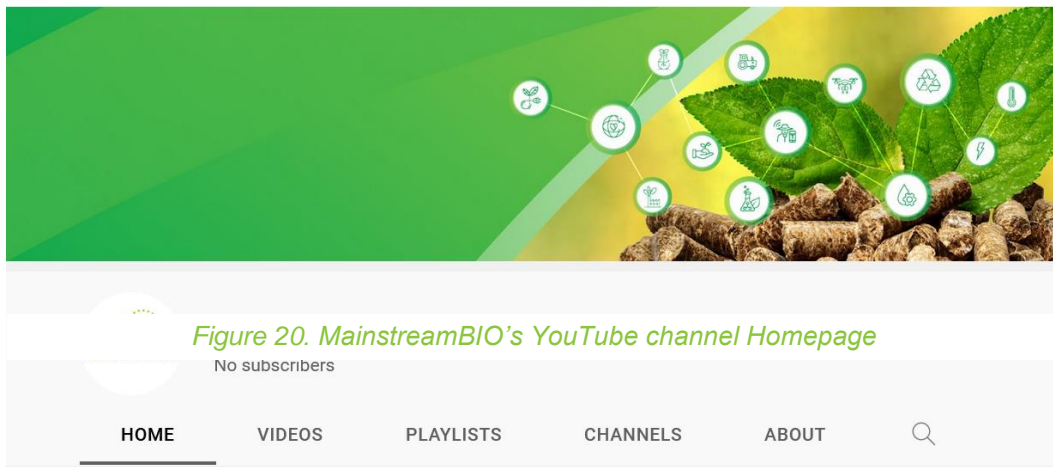 Figure 20. MainstreamBIO's YouTube channel Homepage
No subscribers
HOME VIDEOS PLAYLISTS CHANNELS ABOUT